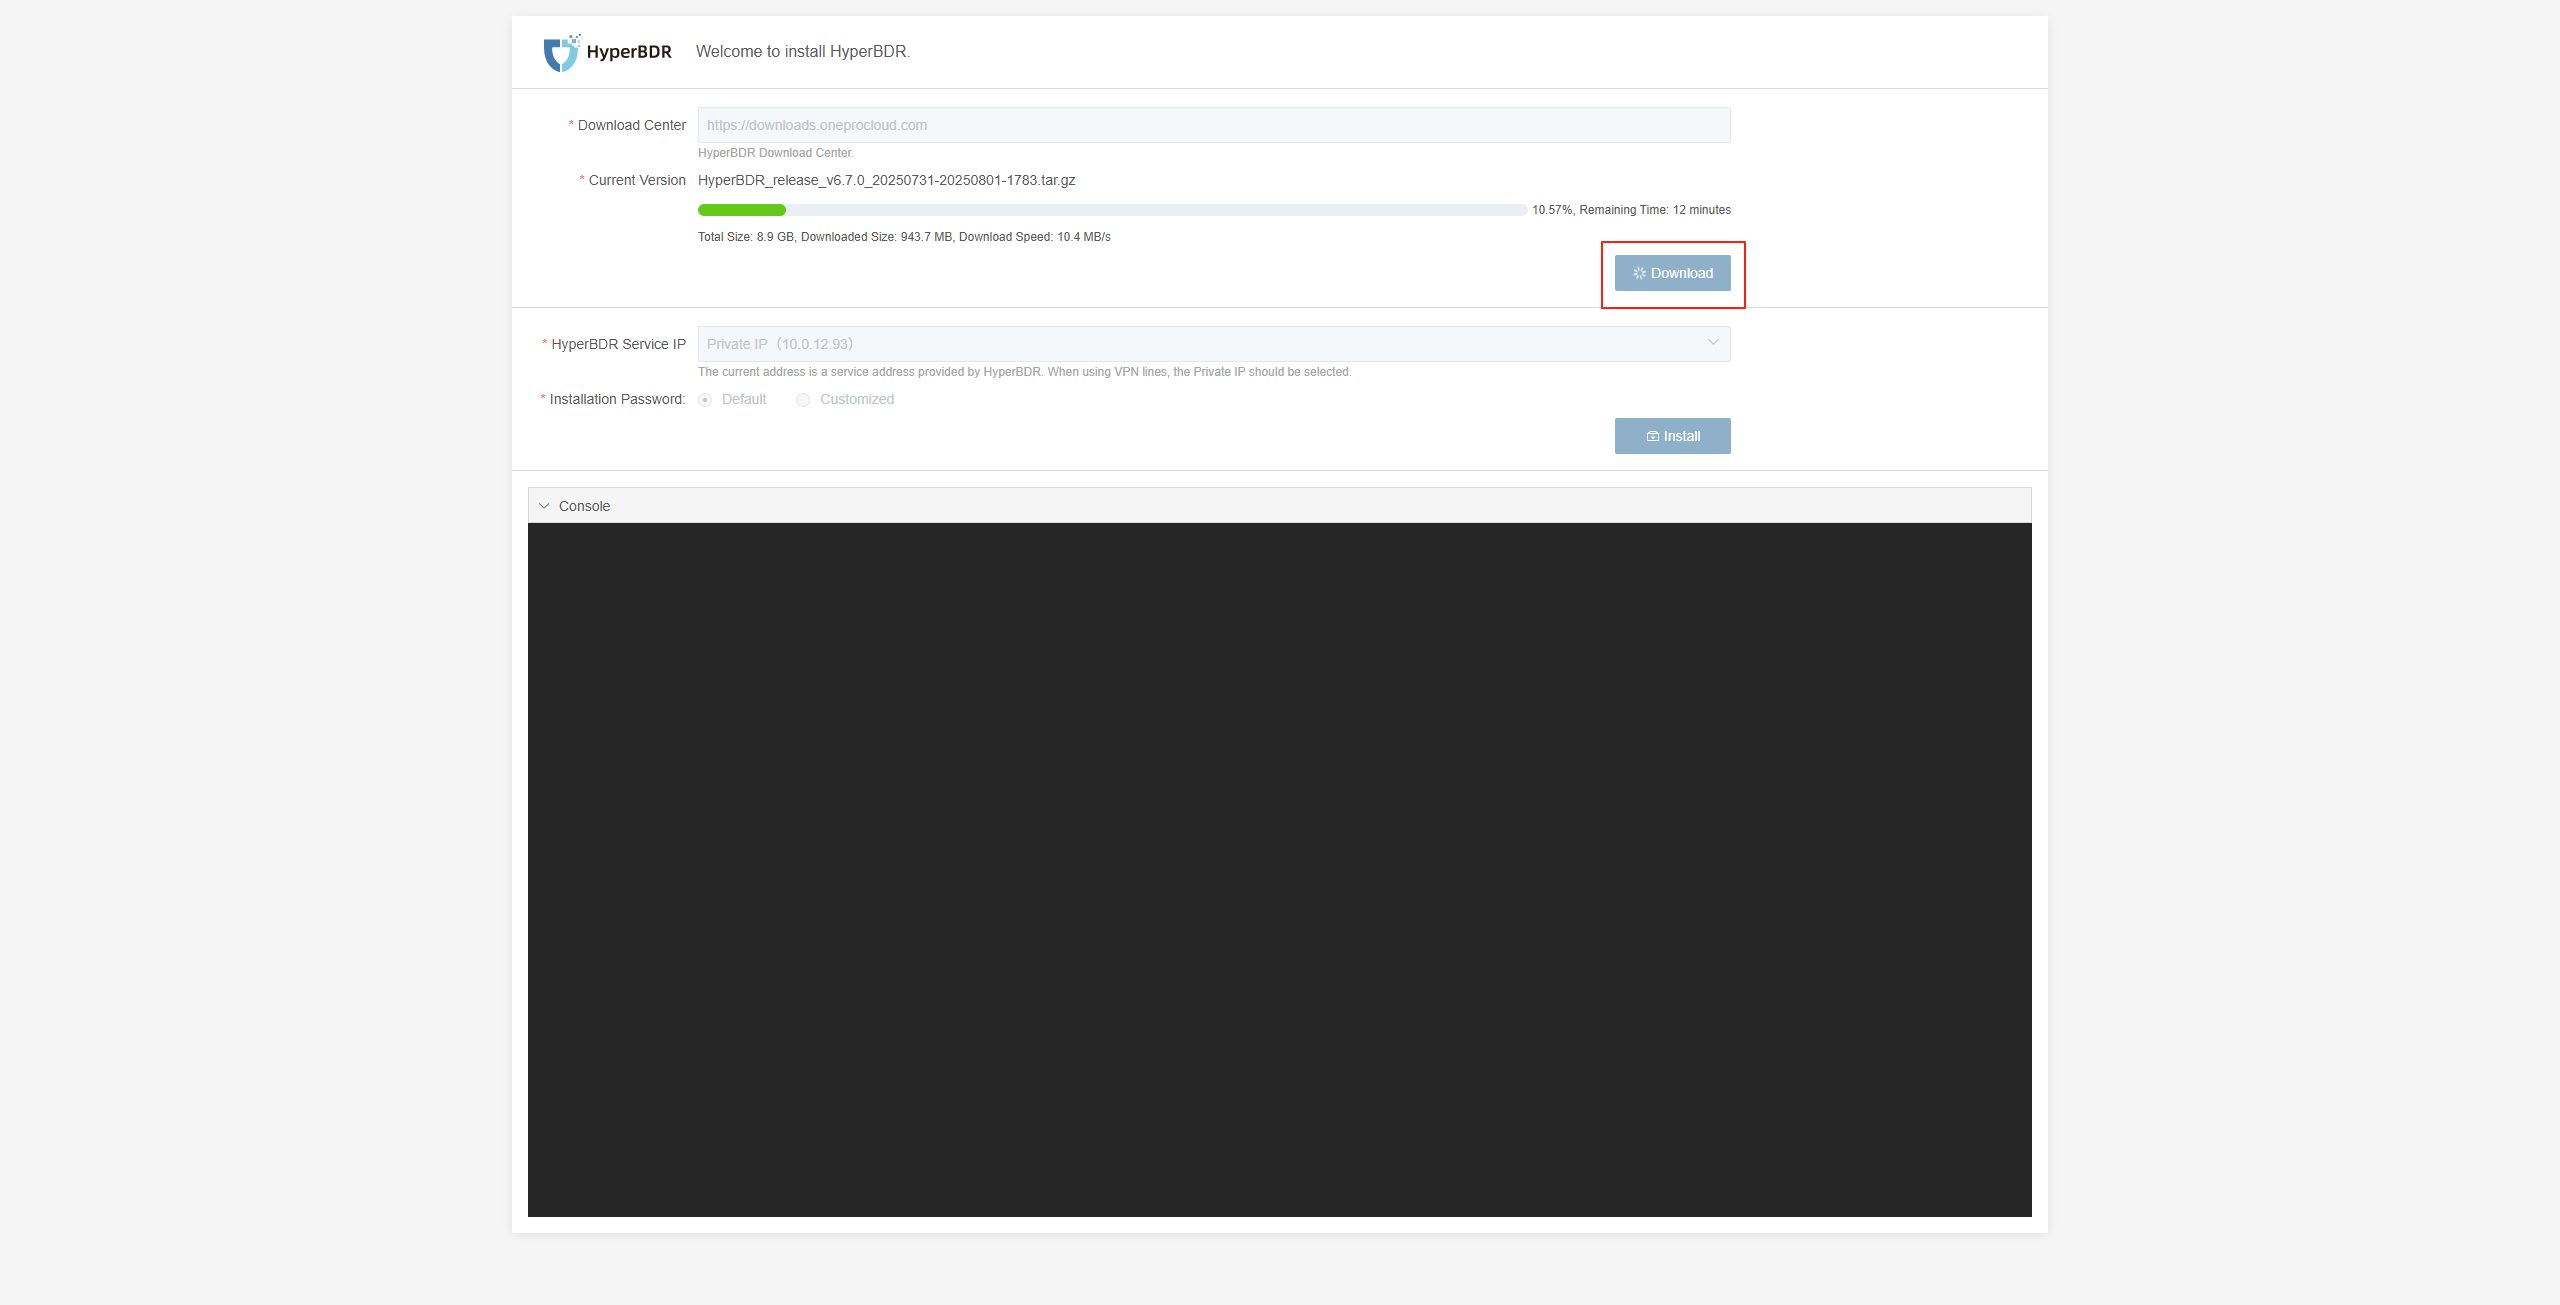 HyperBDR Welcome to install HyperBDR.
* Download Center https://downloads.oneprocloud.com
HyperBDR Download Center.
* Current Version HyperBDR_release_v6.7.0_20250731-20250801-1783.tar.gz
10.57%, Remaining Time: 12 minutes
Total Size: 8.9 GB, Downloaded Size: 943.7 MB, Download Speed: 10.4 MB/s
Download
* HyperBDR Service IP Private IP（10.0.12.93）
The current address is a service address provided by HyperBDR. When using VPN lines, the Private IP should be selected.
* Installation Password: Default Customized
Install
Console